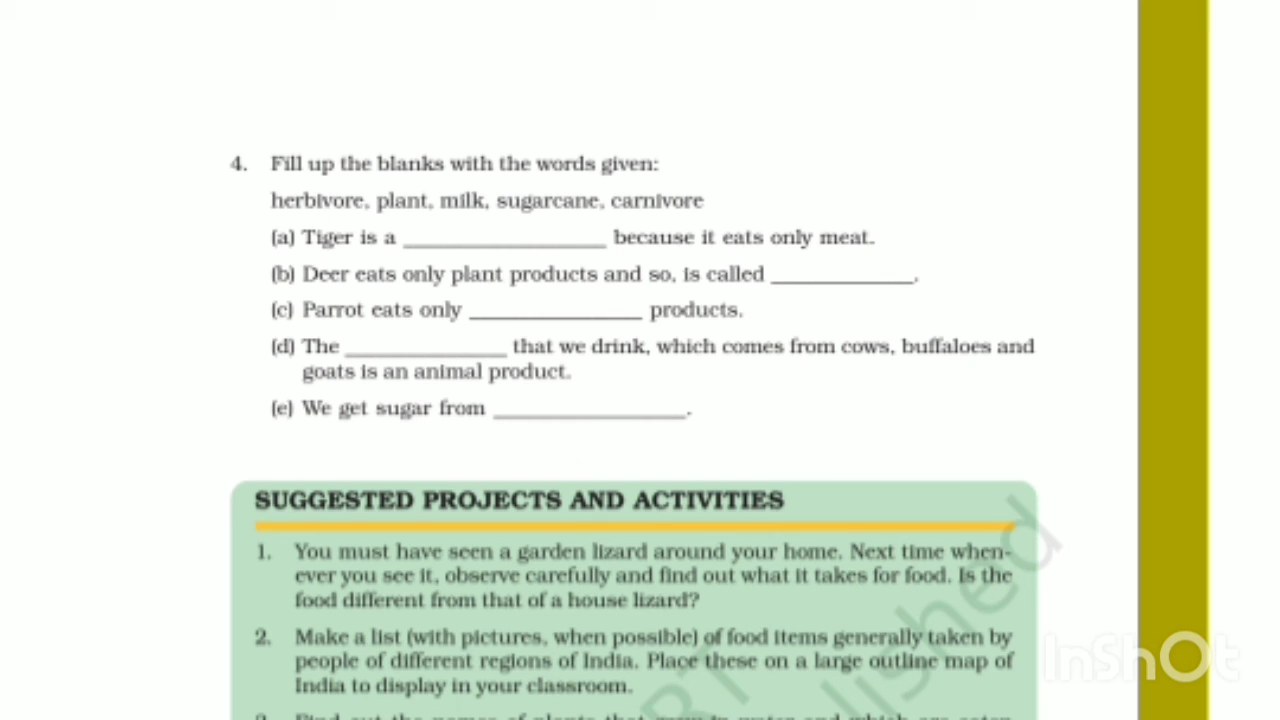 4. Fill up the blanks with the words given:
herbivore, plant, milk, sugarcane, carnivore
(a) Tiger is a ____________________ because it eats only meat.
(b) Deer eats only plant products and so, is called ______________.
(c) Parrot eats only _________________ products.
(d) The ________________ that we drink, which comes from cows, buffaloes and
goats is an animal product.
(e) We get sugar from ___________________.
SUGGESTED PROJECTS AND ACTIVITIES
1. You must have seen a garden lizard around your home. Next time when-
ever you see it, observe carefully and find out what it takes for food. Is the
food different from that of a house lizard?
2. Make a list (with pictures, when possible) of food items generally taken by
people of different regions of India. Place these on a large outline map of
India to display in your classroom.
InShOt